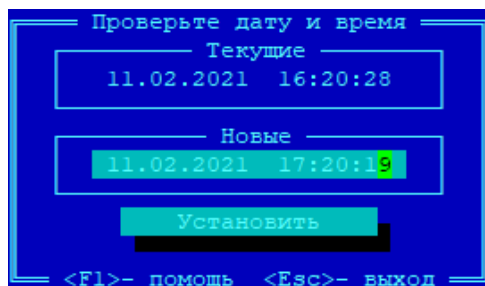 Проверьте дату и время
Текущие
11.02.2021 16:20:28
Новые
11.02.2021 17:20:19
Установить
<F1>- помощь <Esc>- выход